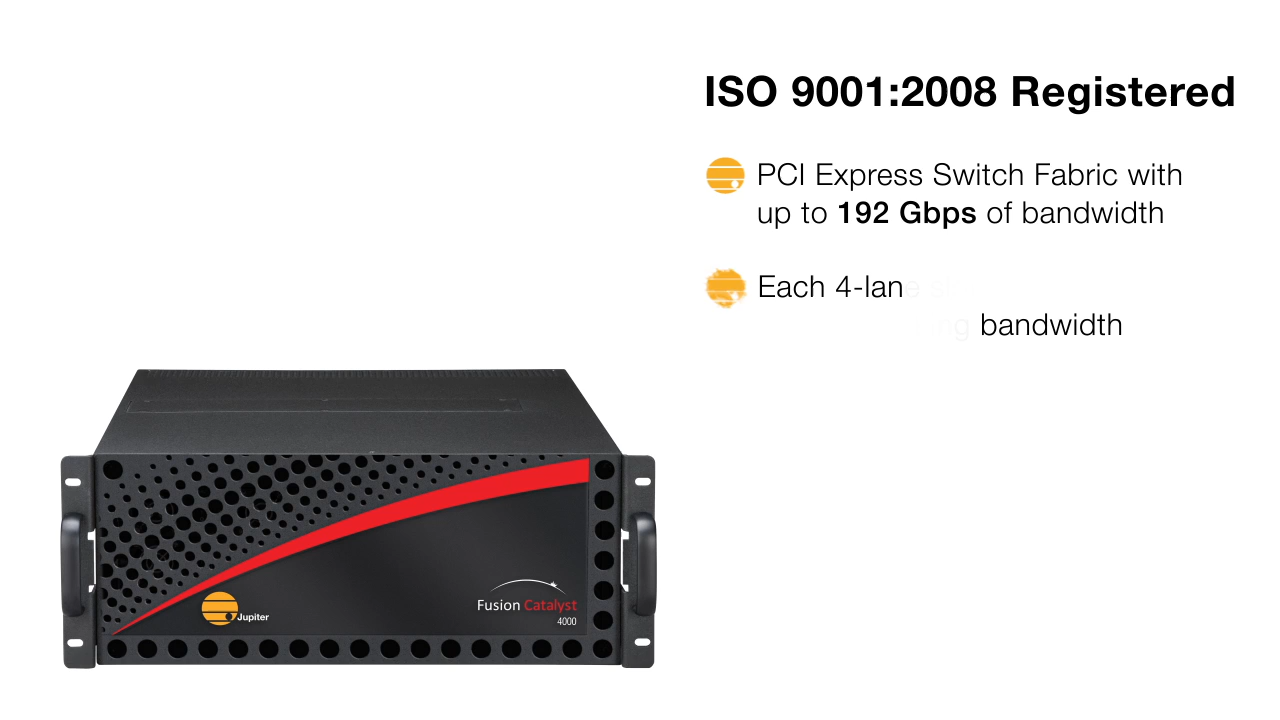 ISO 9001:2008 Registered
PCI Express Switch Fabric with
up to 192 Gbps of bandwidth
Each 4-lane
bandwidth
Fusion Catalyst
4000
Jupiter